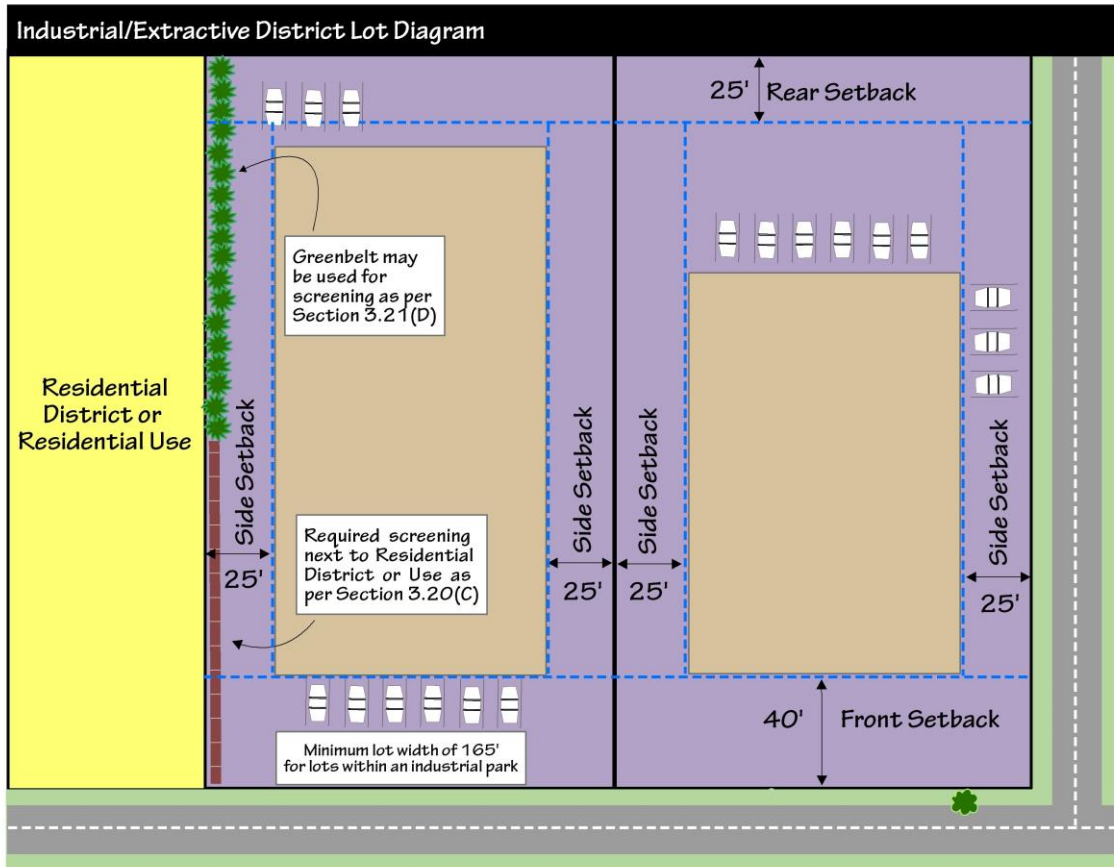 Industrial/Extractive District Lot Diagram
25' Rear Setback
Greenbelt may
be used for
screening as per
Section 3.21(D)
Residential
District or
Residential Use
Side Setback
25'
Required screening
next to Residential
District or Use as
per Section 3.20(C)
Side Setback
25'
Side Setback
25'
Side Setback
25'
40' Front Setback
Minimum lot width of 165'
for lots within an industrial park